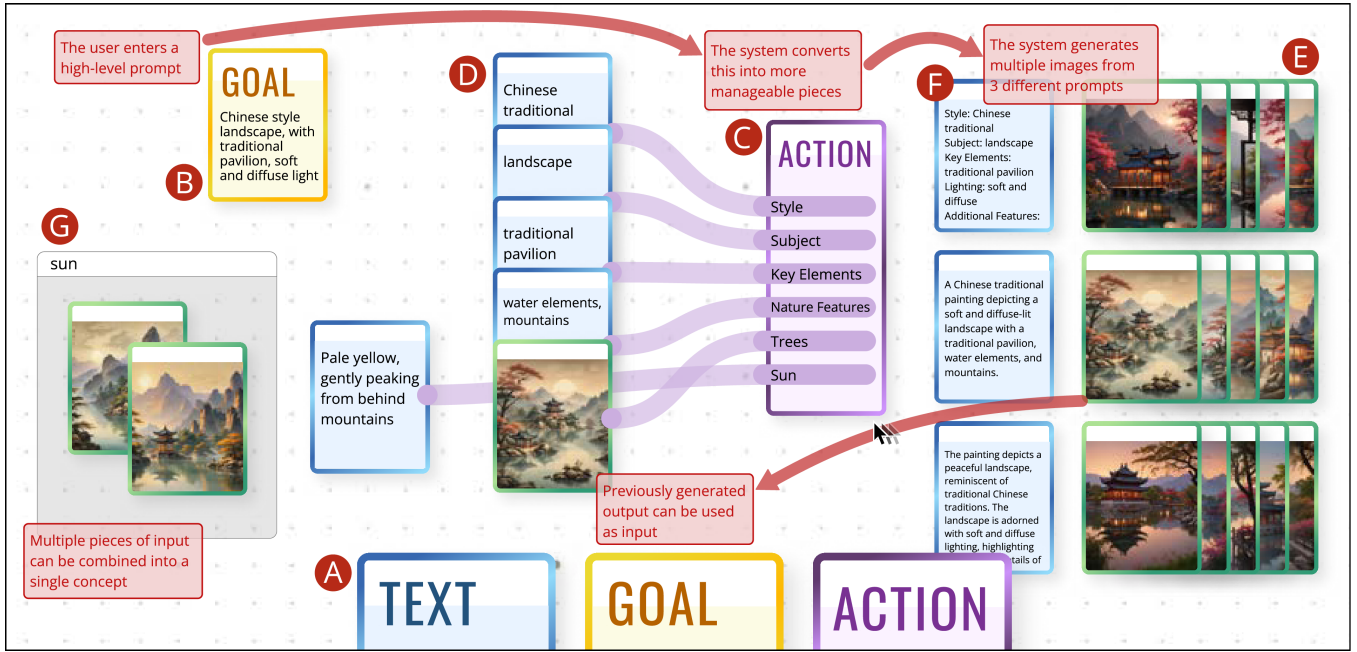 The user enters a
high-level prompt
GOAL
Chinese style
landscape, with
traditional
pavilion, soft
and diffuse light
B
D
Chinese
traditional
landscape
traditional
pavilion
water elements,
mountains
The system converts
this into more
manageable pieces
C
ACTION
Style
Subject
Key Elements
Nature Features
Trees
Sun
The system generates
multiple images from
3 different prompts
E
F
Style: Chinese
traditional
Subject: landscape
Key Elements:
traditional pavilion
Lighting: soft and
diffuse
Additional Features:
A Chinese traditional
painting depicting a
soft and diffuse-lit
landscape with a
traditional pavilion,
water elements, and
mountains.
The painting depicts a
peaceful landscape,
reminiscent of
traditional Chinese
traditions. The
landscape is adorned
with soft and diffuse
lighting, highlighting
tails of
G
sun
Pale yellow,
gently peaking
from behind
mountains
Previously generated
output can be used
as input
Multiple pieces of input
can be combined into a
single concept
A
TEXT
GOAL
ACTION